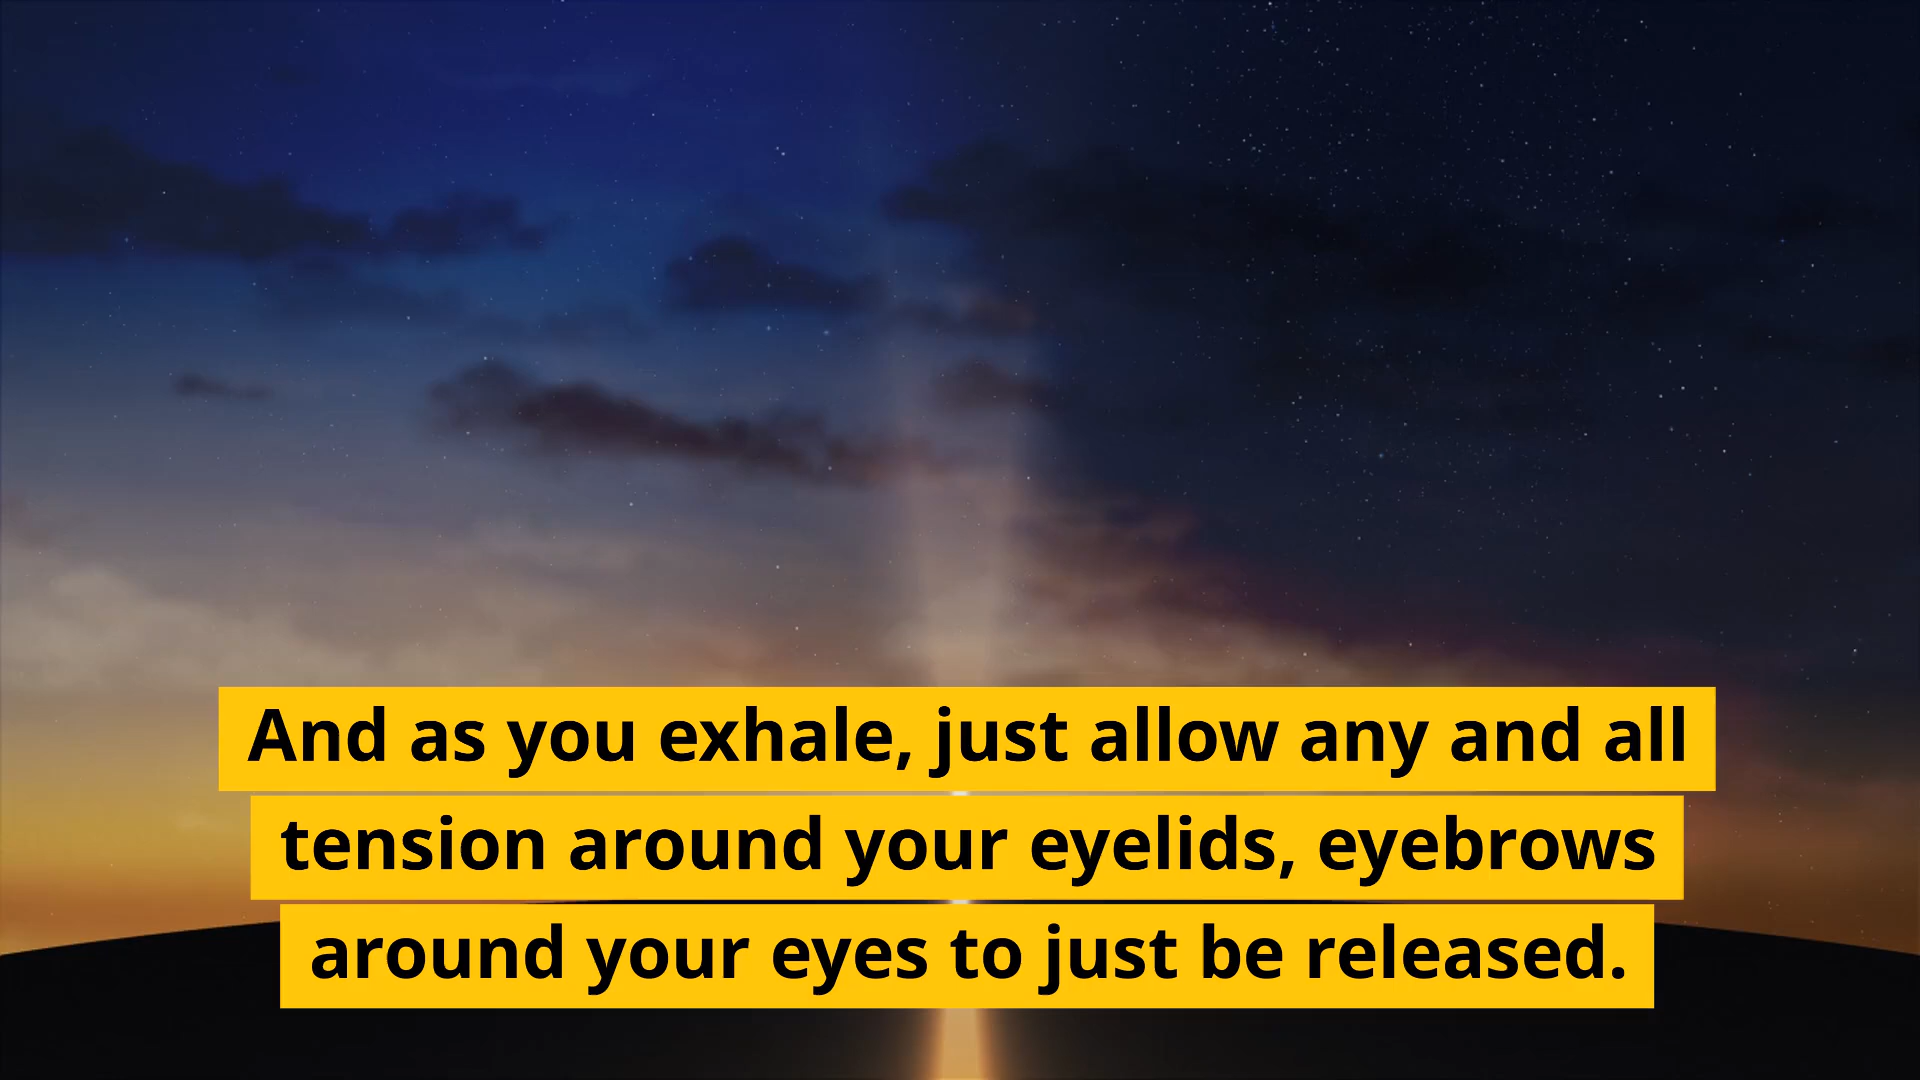 And as you exhale, just allow any and all
tension around your eyelids, eyebrows
around your eyes to just be released.